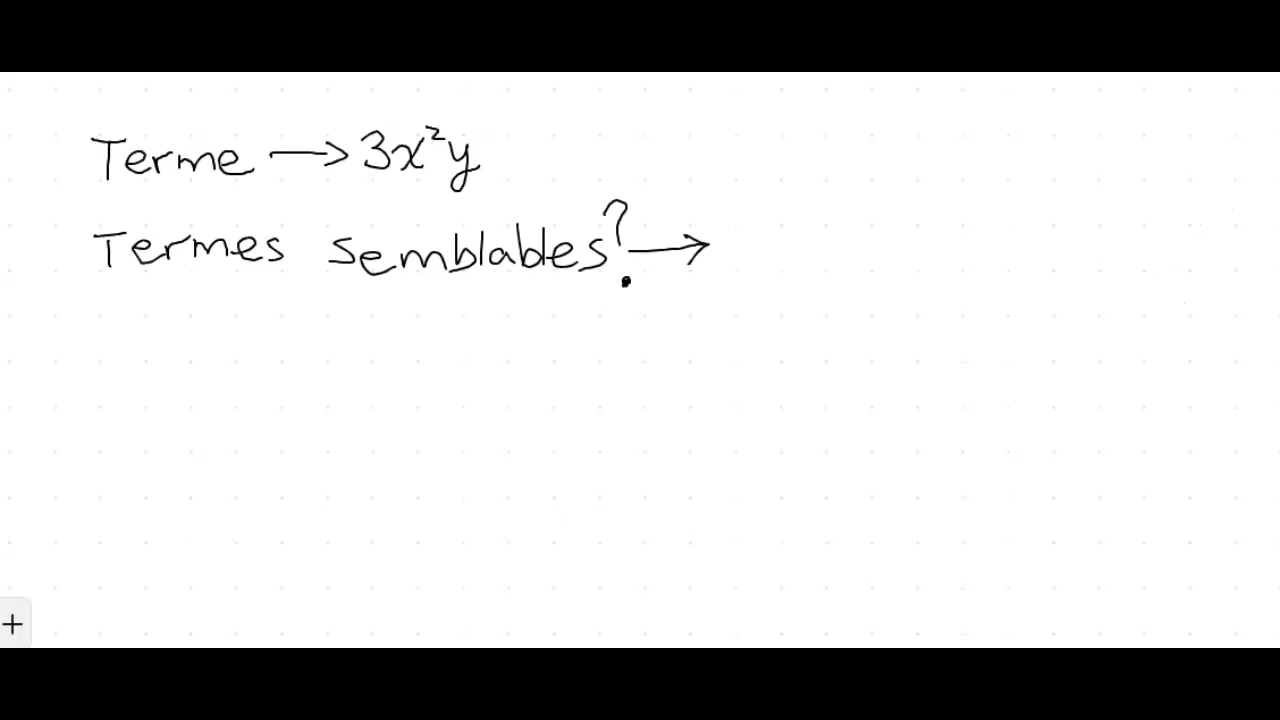 Terme → 3x²y
Termes semblables? →